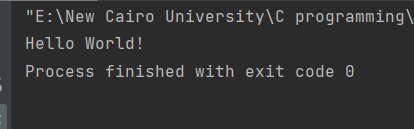 "E:\New Cairo University\C programming\
Hello World!
Process finished with exit code 0